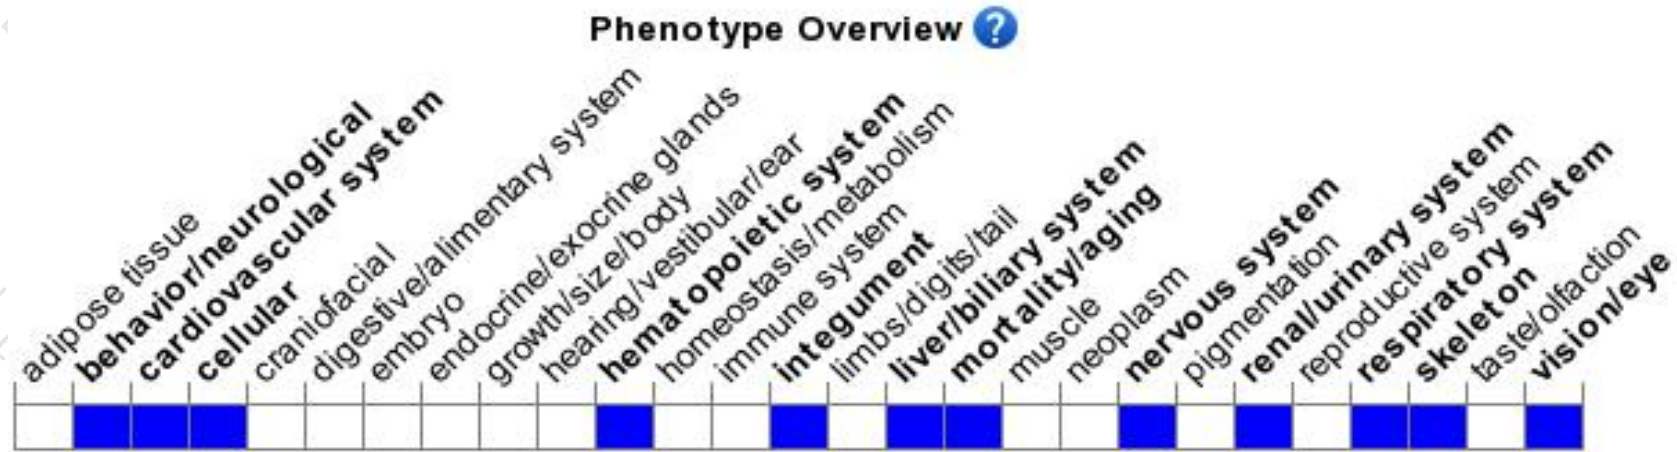 Phenotype Overview ?
adipose tissue
behavior/neurological
cardiovascular system
cellular
craniofacial
digestive/alimentary system
embryo
endocrine/exocrine glands
growth/size/body
hearing/vestibular/ear
hematopoietic system
homeostasis/metabolism
immune system
integument
limbs/digits/tail
liver/biliary system
mortality/aging
muscle
neoplasm
nervous system
pigmentation
renal/urinary system
reproductive system
respiratory system
skeleton
taste/olfaction
vision/eye